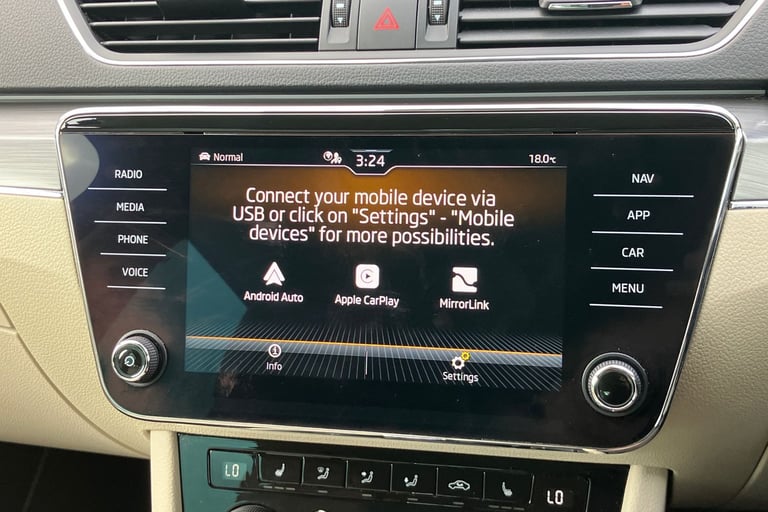 Normal
3:24
18.0°C
RADIO
MEDIA
PHONE
VOICE
NAV
APP
CAR
MENU
Connect your mobile device via
USB or click on "Settings" - "Mobile
devices" for more possibilities.
Android Auto
Apple CarPlay
MirrorLink
Info
Settings
LO
LO